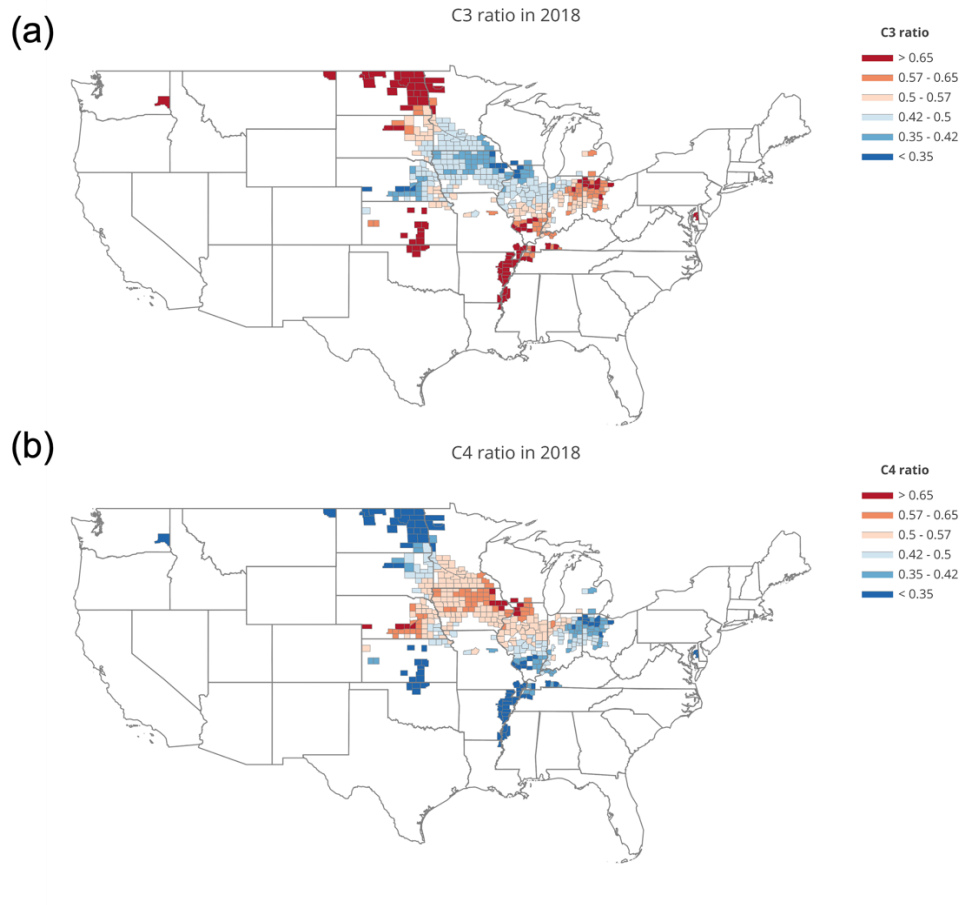 (a)
C3 ratio in 2018
C3 ratio
> 0.65
0.57 - 0.65
0.5 - 0.57
0.42 - 0.5
0.35 - 0.42
< 0.35
(b)
C4 ratio in 2018
C4 ratio
> 0.65
0.57 - 0.65
0.5 - 0.57
0.42 - 0.5
0.35 - 0.42
< 0.35